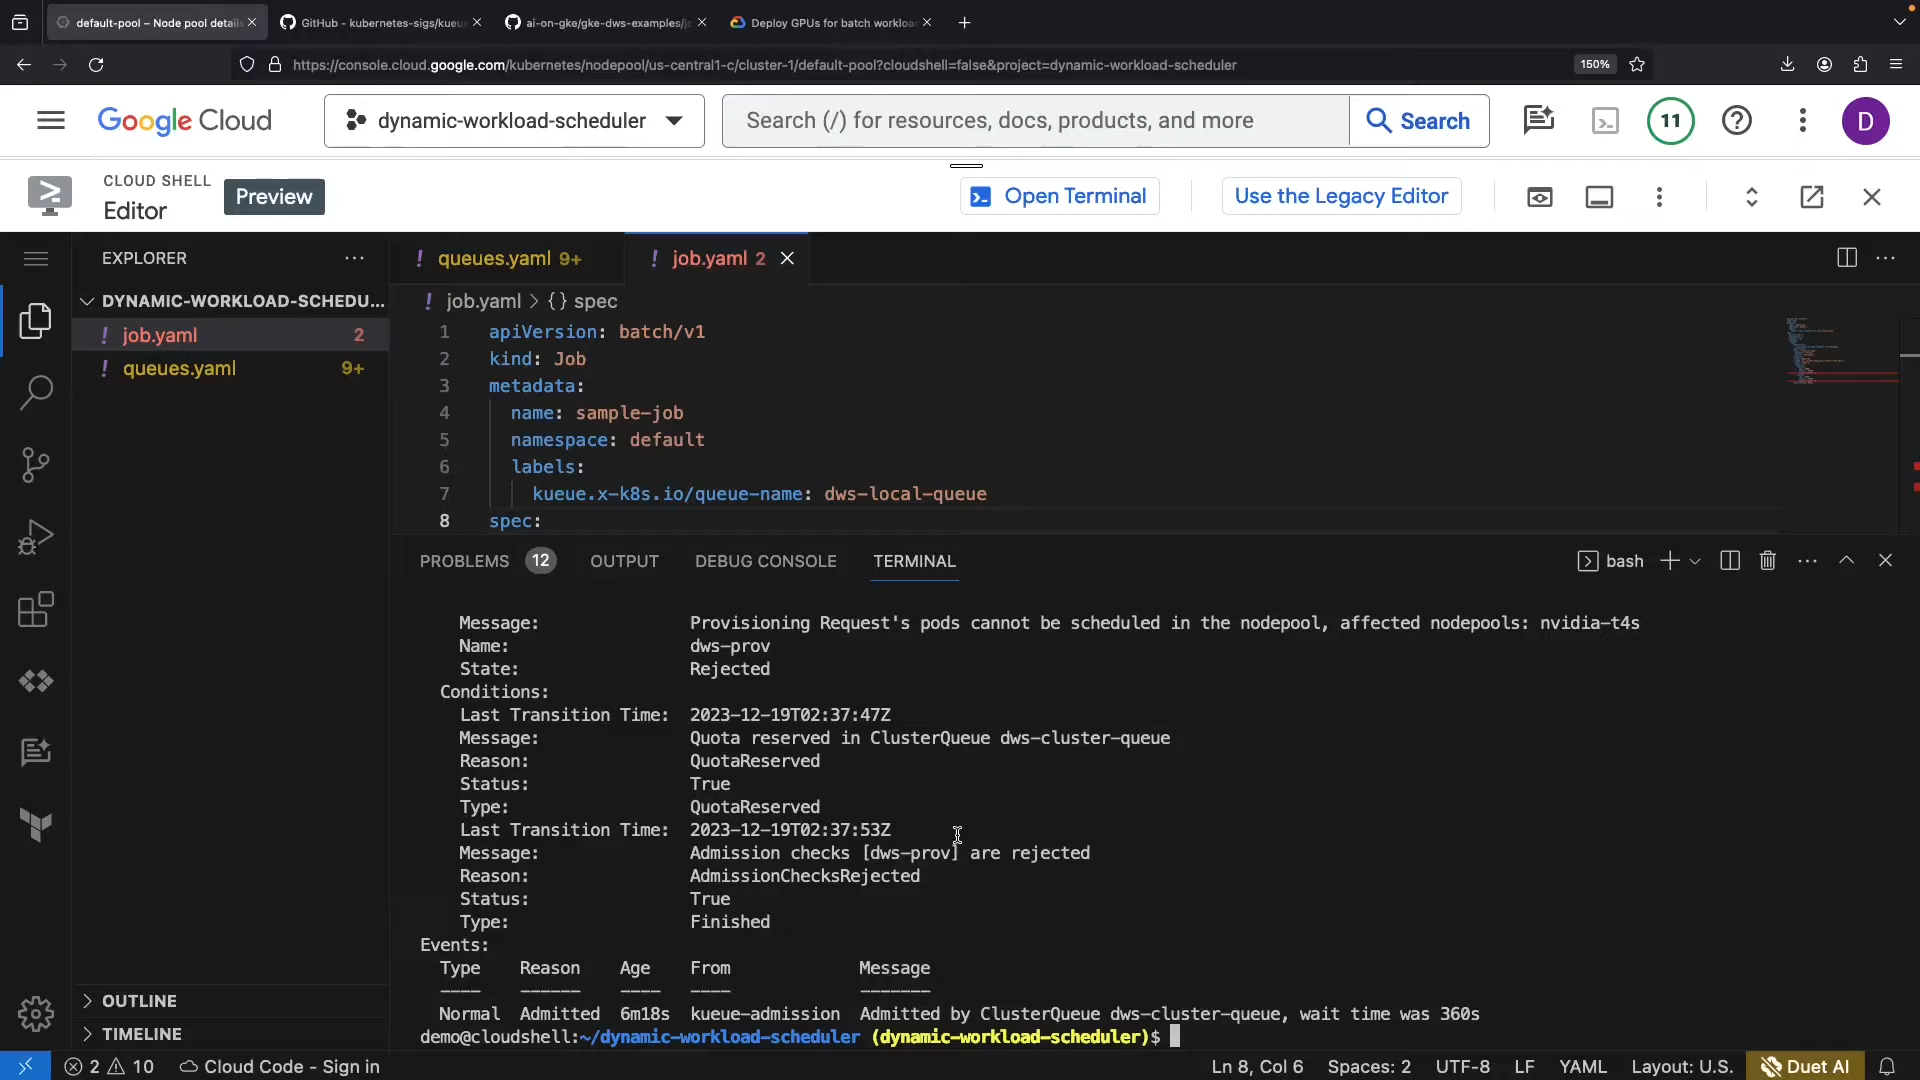 default-pool – Node pool details
GitHub - kubernetes-sigs/kueue
ai-on-gke/gke-dws-examples/j
Deploy GPUs for batch workloa
https://console.cloud.google.com/kubernetes/nodepool/us-central1-c/cluster-1/default-pool?cloudshell=false&project=dynamic-workload-scheduler
150%
Google Cloud
dynamic-workload-scheduler
Search (/) for resources, docs, products, and more
Search
11
D
CLOUD SHELL
Editor
Preview
Open Terminal
Use the Legacy Editor
EXPLORER
queues.yaml 9+
job.yaml 2
DYNAMIC-WORKLOAD-SCHEDU...
job.yaml > {} spec
job.yaml 2
queues.yaml 9+
1 apiVersion: batch/v1
2 kind: Job
3 metadata:
4 name: sample-job
5 namespace: default
6 labels:
7 kueue.x-k8s.io/queue-name: dws-local-queue
8 spec:
PROBLEMS 12 OUTPUT DEBUG CONSOLE TERMINAL
bash
Message: Provisioning Request's pods cannot be scheduled in the nodepool, affected nodepools: nvidia-t4s
Name: dws-prov
State: Rejected
Conditions:
Last Transition Time: 2023-12-19T02:37:47Z
Message: Quota reserved in ClusterQueue dws-cluster-queue
Reason: QuotaReserved
Status: True
Type: QuotaReserved
Last Transition Time: 2023-12-19T02:37:53Z
Message: Admission checks [dws-prov] are rejected
Reason: AdmissionChecksRejected
Status: True
Type: Finished
Events:
Type Reason Age From Message
---- ------ ---- ---- -------
Normal Admitted 6m18s kueue-admission Admitted by ClusterQueue dws-cluster-queue, wait time was 360s
demo@cloudshell:~/dynamic-workload-scheduler (dynamic-workload-scheduler)$
OUTLINE
TIMELINE
2 10 Cloud Code - Sign in
Ln 8, Col 6 Spaces: 2 UTF-8 LF YAML Layout: U.S. Duet AI